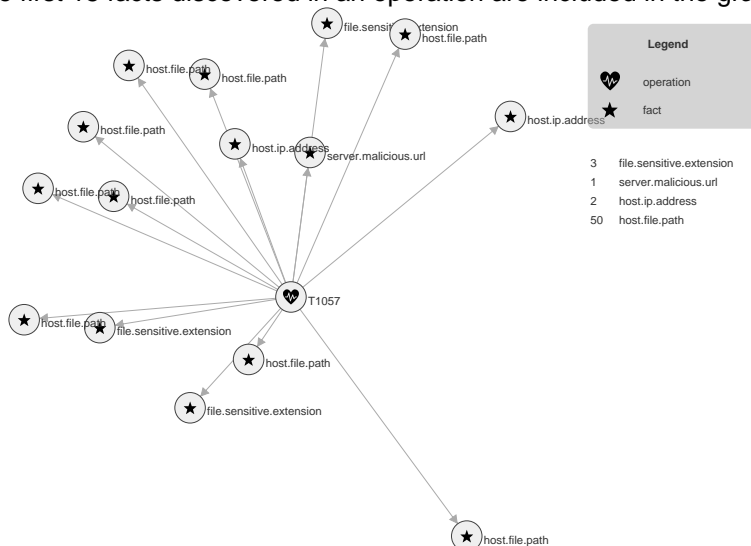 e first 15 facts discovered in an operation are included in the gra
file.sensitive.extension
host.file.path
Legend
host.file.path
host.file.path
operation
fact
host.ip.address
host.file.path
host.ip.address
server.malicious.url
3 file.sensitive.extension
1 server.malicious.url
2 host.ip.address
50 host.file.path
host.file.path
host.file.path
T1057
host.file.path
file.sensitive.extension
host.file.path
file.sensitive.extension
host.file.path